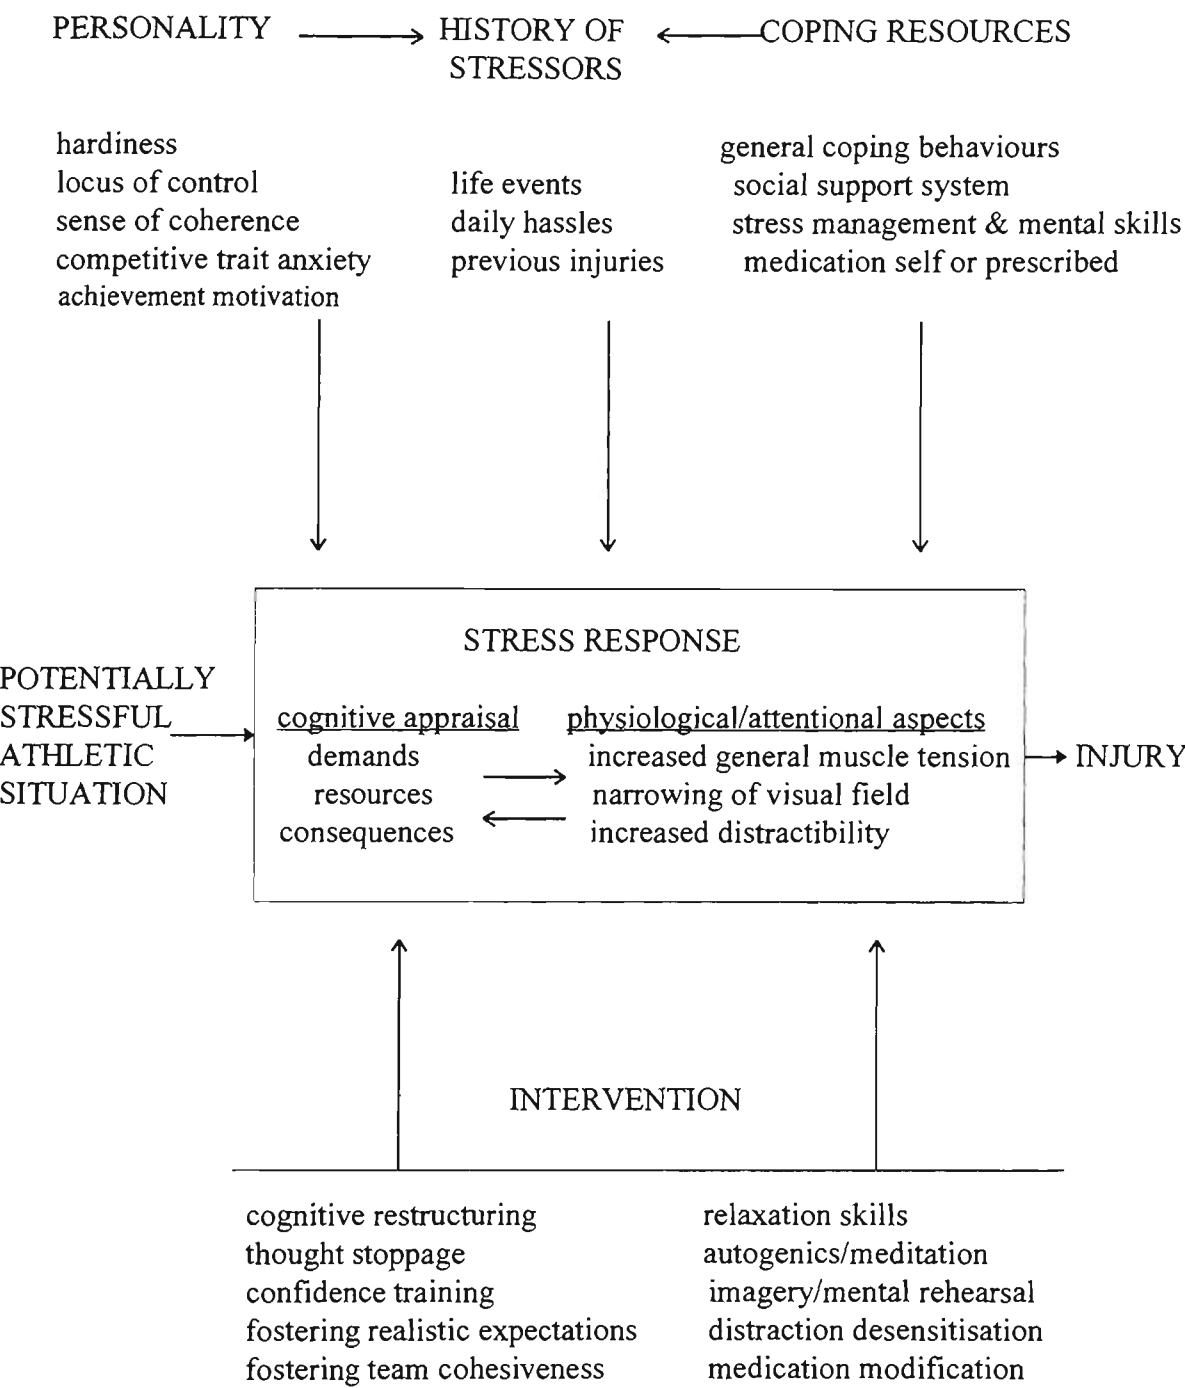 PERSONALITY
HISTORY OF
STRESSORS
COPING RESOURCES
hardiness
locus of control
sense of coherence
competitive trait anxiety
achievement motivation
life events
daily hassles
previous injuries
general coping behaviours
social support system
stress management & mental skills
medication self or prescribed
POTENTIALLY
STRESSFUL
ATHLETIC
SITUATION
STRESS RESPONSE
cognitive appraisal
demands
resources
consequences
physiological/attentional aspects
increased general muscle tension
narrowing of visual field
increased distractibility
INJURY
INTERVENTION
cognitive restructuring
thought stoppage
confidence training
fostering realistic expectations
fostering team cohesiveness
relaxation skills
autogenics/meditation
imagery/mental rehearsal
distraction desensitisation
medication modification